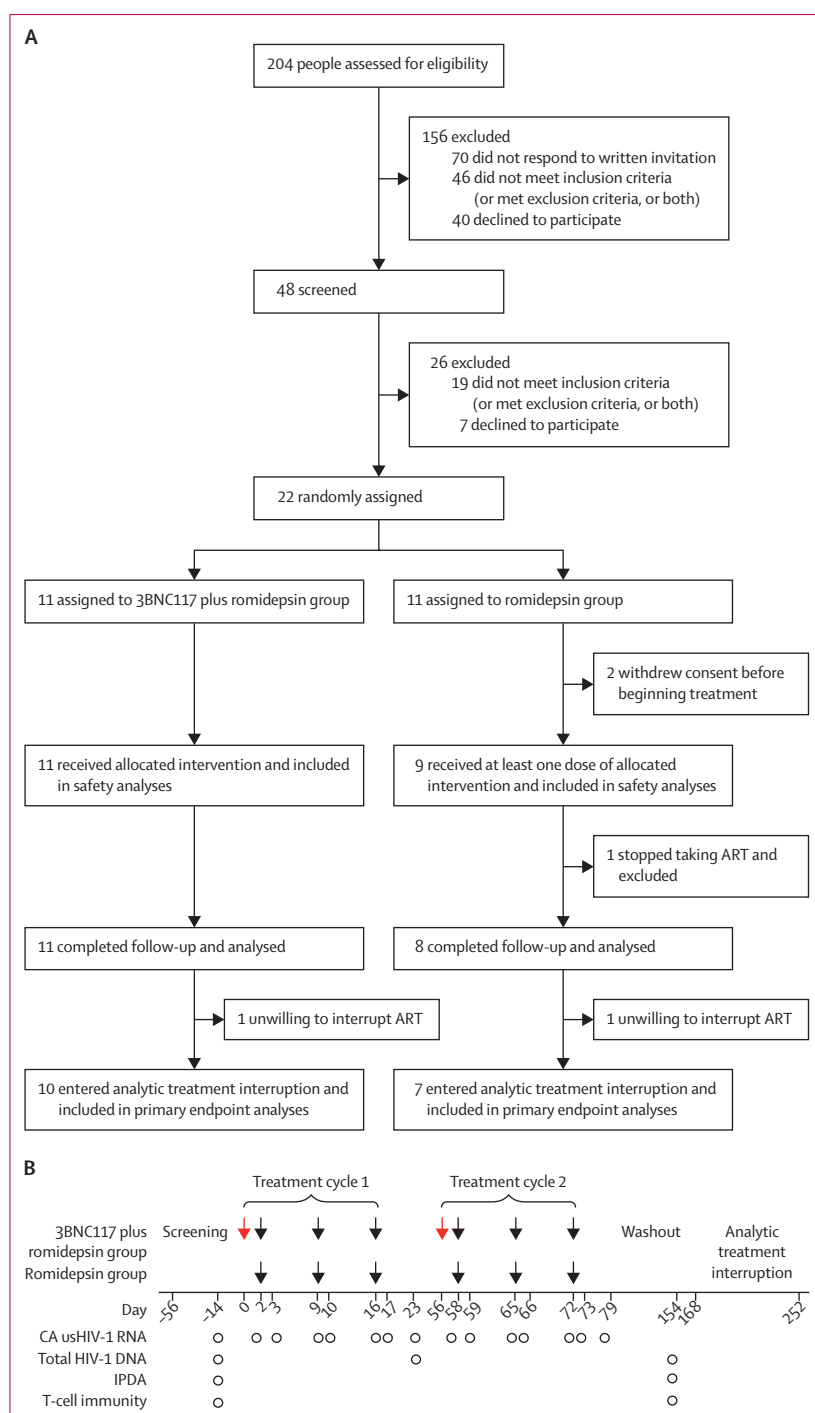 A
204 people assessed for eligibility
156 excluded
70 did not respond to written invitation
46 did not meet inclusion criteria
(or met exclusion criteria, or both)
40 declined to participate
48 screened
26 excluded
19 did not meet inclusion criteria
(or met exclusion criteria, or both)
7 declined to participate
22 randomly assigned
11 assigned to 3BNC117 plus romidepsin group
11 assigned to romidepsin group
2 withdrew consent before
beginning treatment
11 received allocated intervention and included
in safety analyses
9 received at least one dose of allocated
intervention and included in safety analyses
1 stopped taking ART and
excluded
11 completed follow-up and analysed
8 completed follow-up and analysed
1 unwilling to interrupt ART
1 unwilling to interrupt ART
10 entered analytic treatment interruption and
included in primary endpoint analyses
7 entered analytic treatment interruption and
included in primary endpoint analyses
B
Treatment cycle 1
Treatment cycle 2
3BNC117 plus
romidepsin group
Screening
Washout
Analytic
treatment
interruption
Romidepsin group
Day
–56 –14 0 2 3 9 10 16 17 23 56 58 59 65 66 72 73 79 154 168 252
CA usHIV-1 RNA
Total HIV-1 DNA
IPDA
T-cell immunity